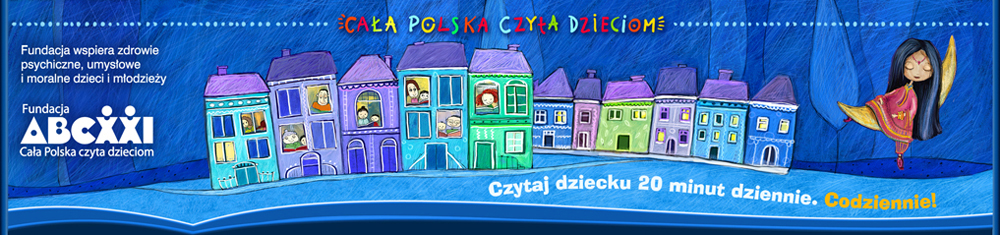 CAŁA POLSKA CZYTA DZIECIOM
Fundacja wspiera zdrowie
psychiczne, umysłowe
i moralne dzieci i młodzieży
Fundacja
ABCXXI
Cała Polska czyta dzieciom
Czytaj dziecku 20 minut dziennie. Codziennie!